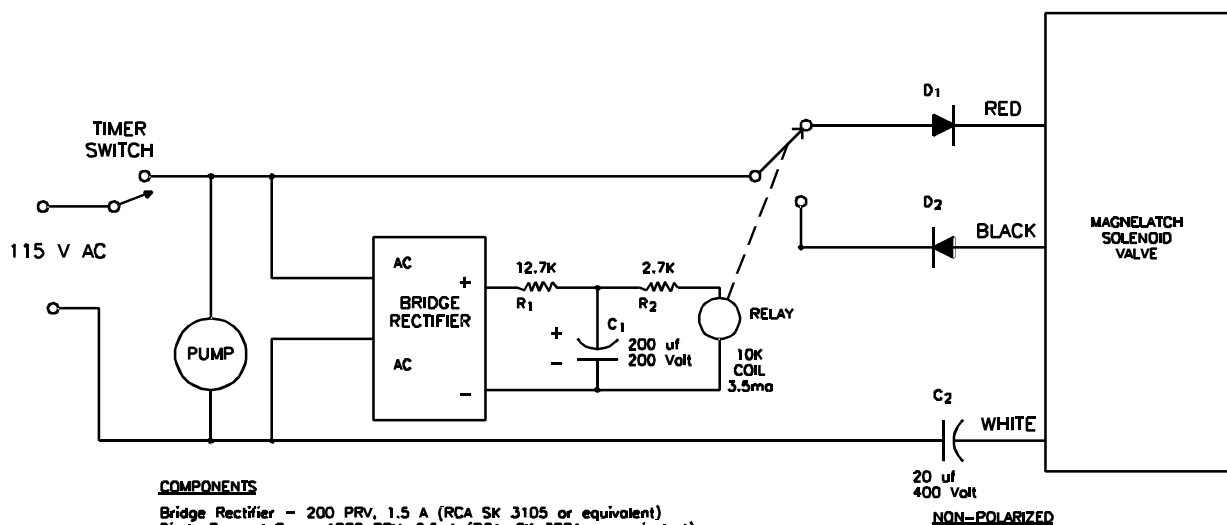 TIMER
SWITCH
115 V AC
PUMP
AC
BRIDGE
RECTIFIER
AC
+
−
12.7K
R1
2.7K
R2
C1
+
−
200 uf
200 Volt
RELAY
10K
COIL
3.5ma
D1
RED
D2
BLACK
MAGNELATCH
SOLENOID
VALVE
C2
WHITE
20 uf
400 Volt
NON-POLARIZED
COMPONENTS
Bridge Rectifier - 200 PRV, 1.5 A (RCA SK 3105 or equivalent)